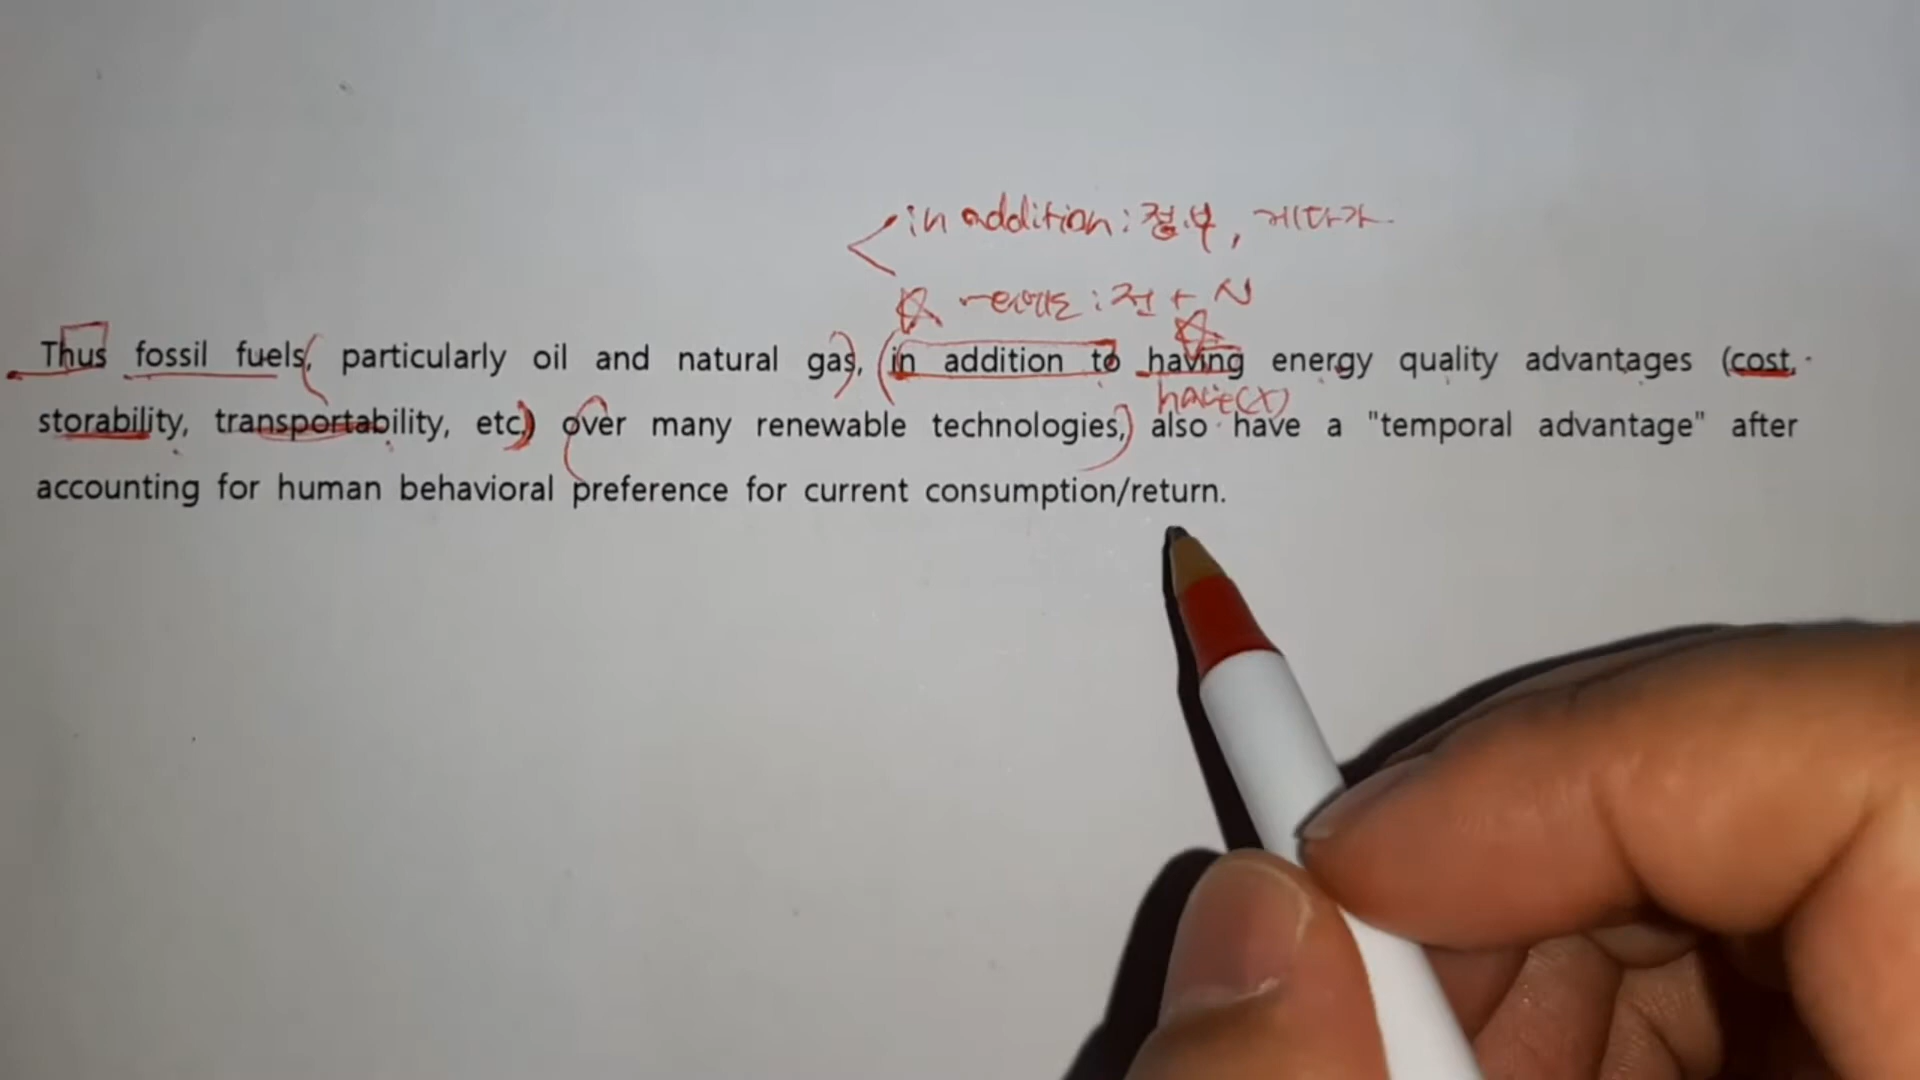 in addition : 접.부, 게다가
: 전 + N
Thus fossil fuels, particularly oil and natural gas, in addition to having energy quality advantages (cost,
have(X)
storability, transportability, etc.) over many renewable technologies, also have a "temporal advantage" after
accounting for human behavioral preference for current consumption/return.